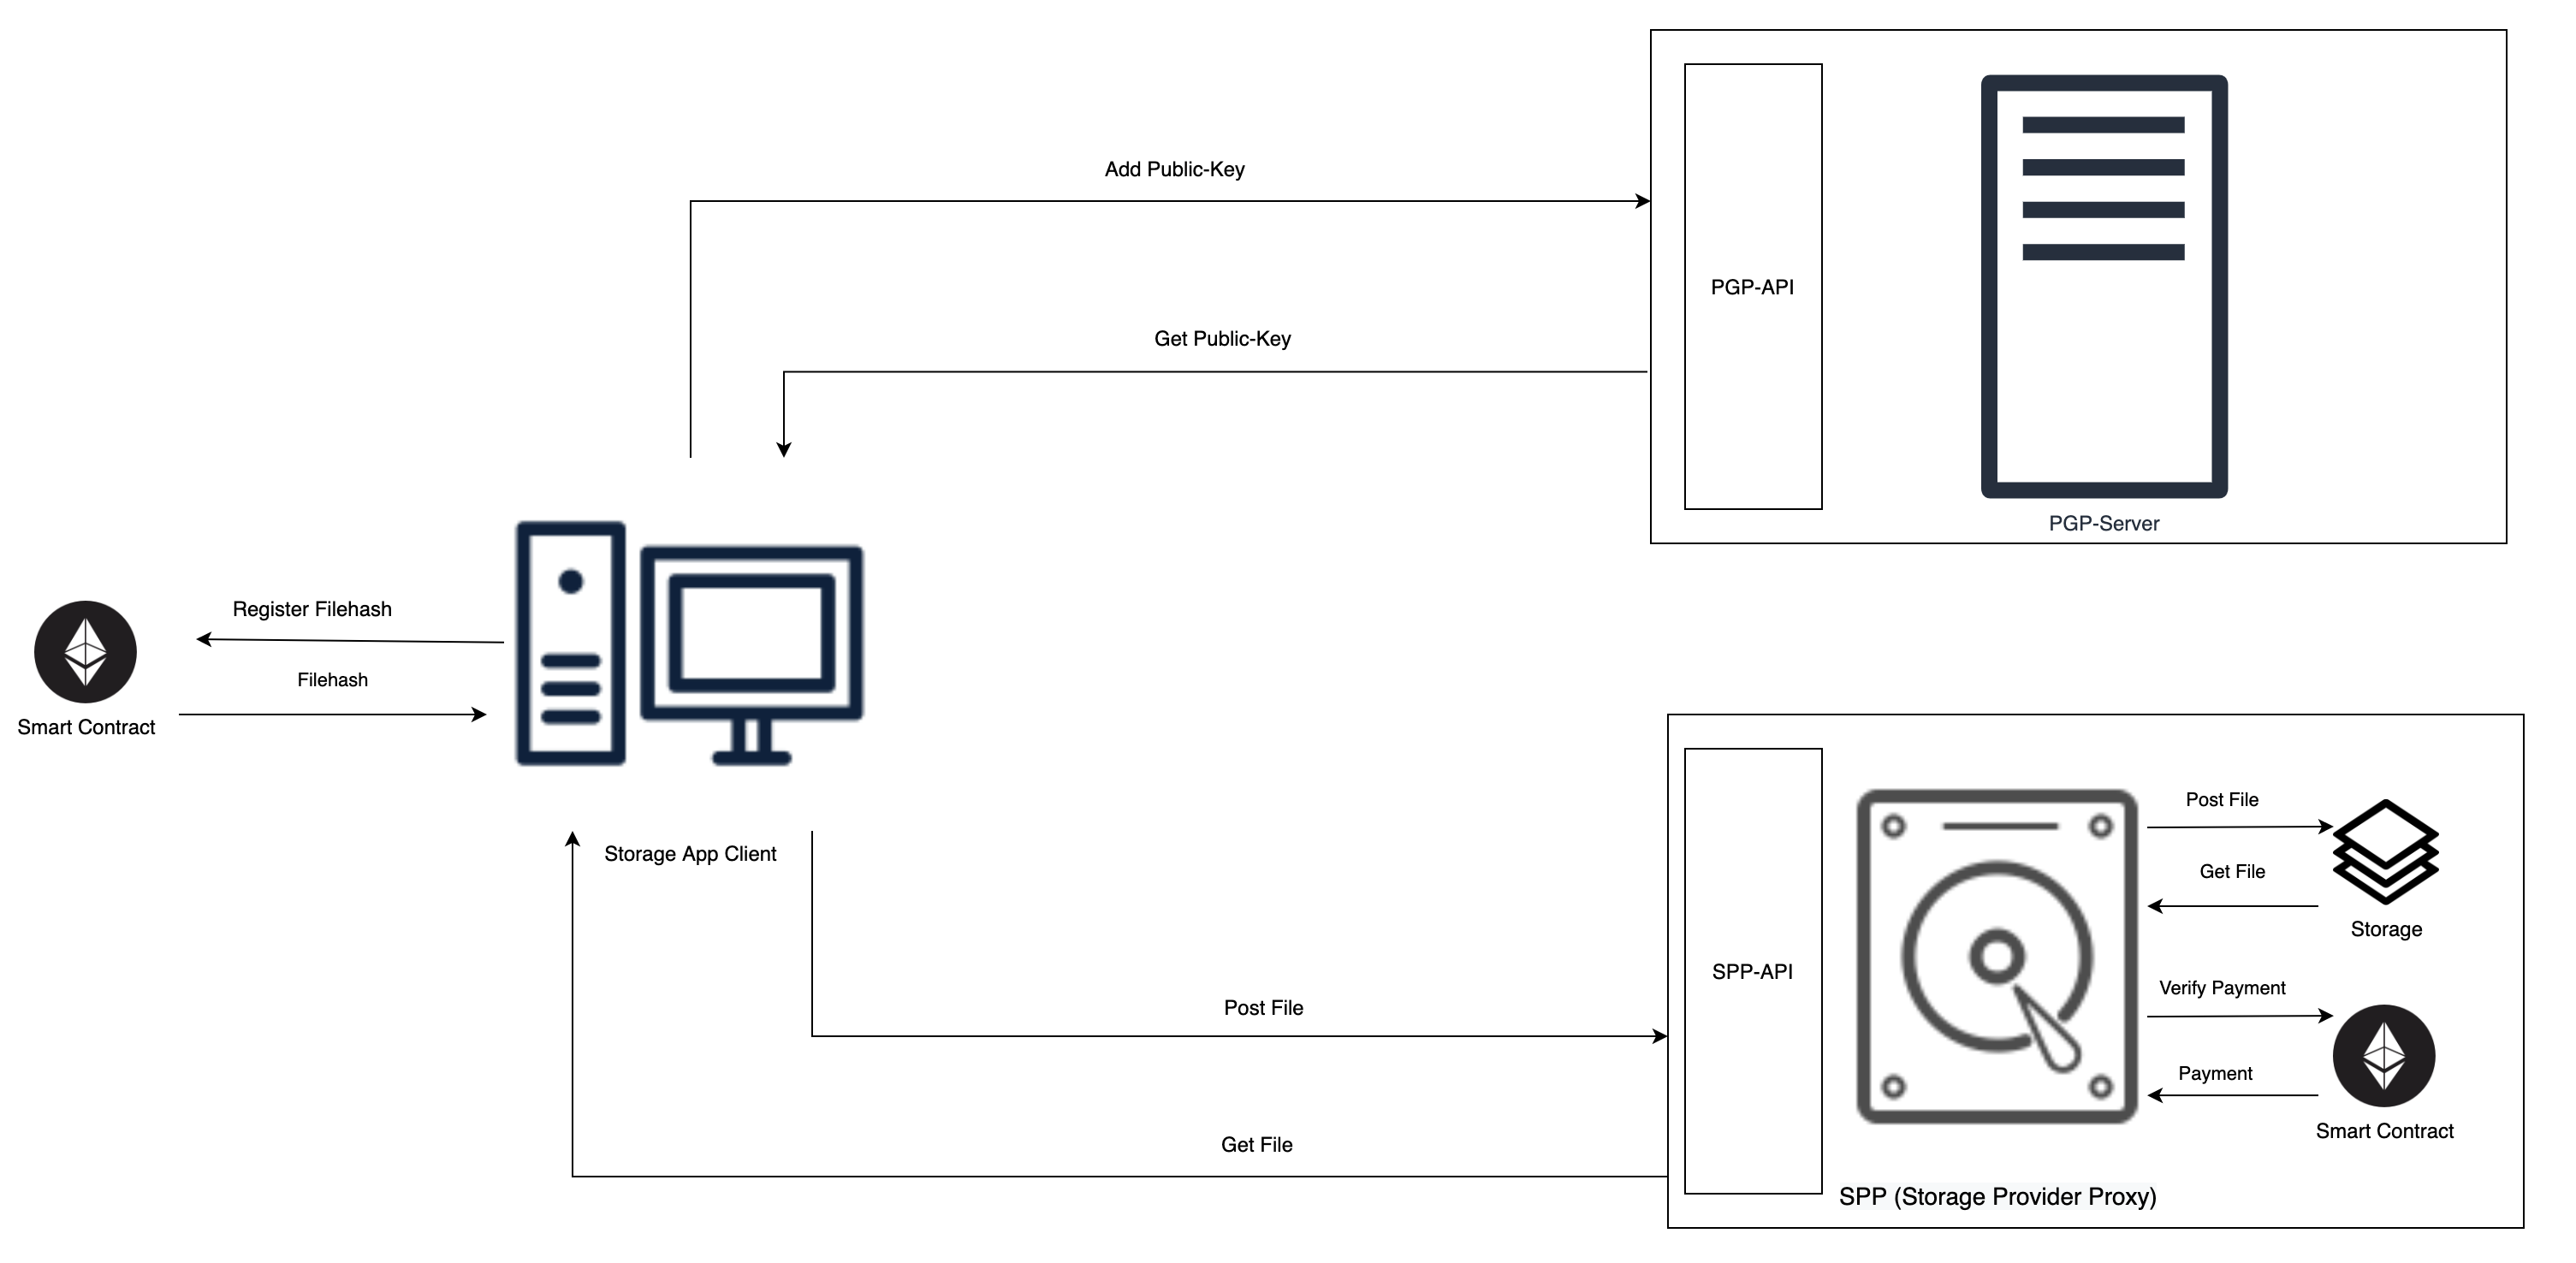 Add Public-Key
PGP-API
Get Public-Key
PGP-Server
Register Filehash
Filehash
Smart Contract
Storage App Client
Post File
Get File
SPP-API
Post File
Get File
Storage
Verify Payment
Payment
Smart Contract
SPP (Storage Provider Proxy)